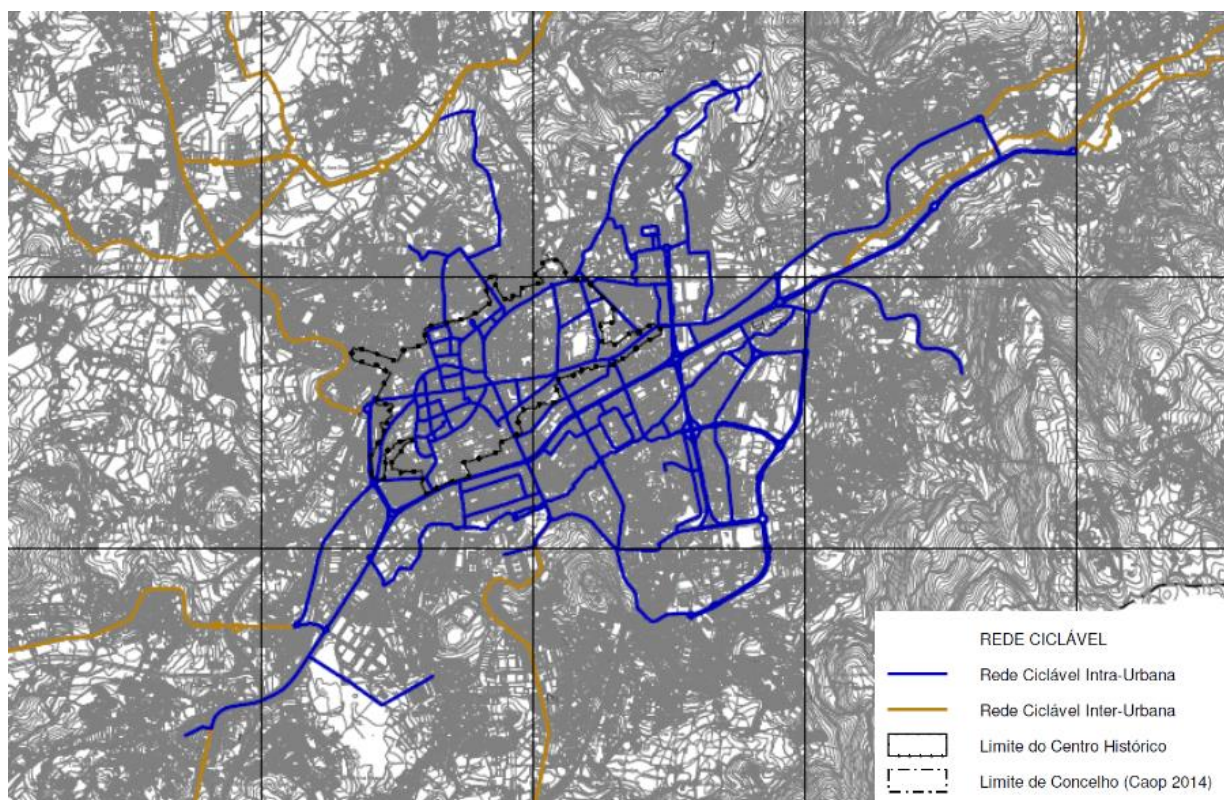 REDE CICLÁVEL
Rede Ciclável Intra-Urbana
Rede Ciclável Inter-Urbana
Limite do Centro Histórico
Limite de Concelho (Caop 2014)